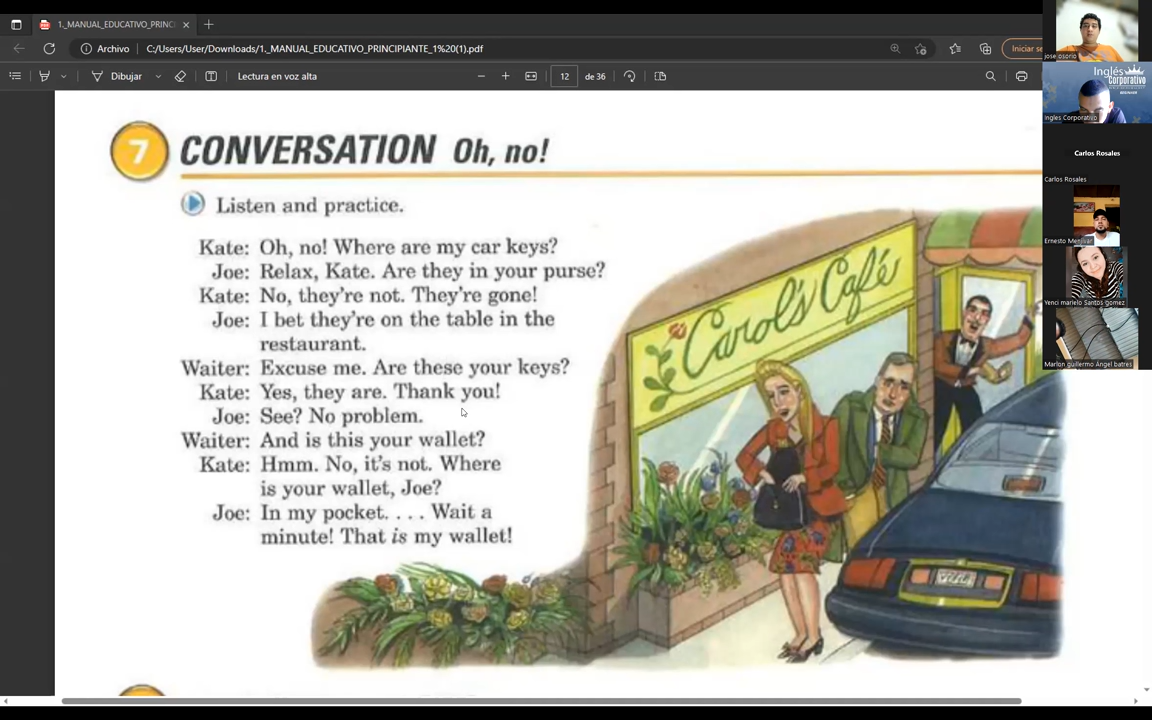 1._MANUAL_EDUCATIVO_PRINC
Archivo
C:/Users/User/Downloads/1._MANUAL_EDUCATIVO_PRINCIPIANTE_1%20(1).pdf
Iniciar se
Dibujar
Lectura en voz alta
12
de 36
7 CONVERSATION Oh, no!
Listen and practice.
Kate: Oh, no! Where are my car keys?
Joe: Relax, Kate. Are they in your purse?
Kate: No, they're not. They're gone!
Joe: I bet they're on the table in the
restaurant.
Waiter: Excuse me. Are these your keys?
Kate: Yes, they are. Thank you!
Joe: See? No problem.
Waiter: And is this your wallet?
Kate: Hmm. No, it's not. Where
is your wallet, Joe?
Joe: In my pocket. . . . Wait a
minute! That is my wallet!
Carol's Café
jose osorio
Inglés
Corporativo
BEGINNER
Ingles Corporativo
Carlos Rosales
Carlos Rosales
Ernesto Menjivar
Yenci marielo Santos gomez
Marlon guillermo Ángel batres